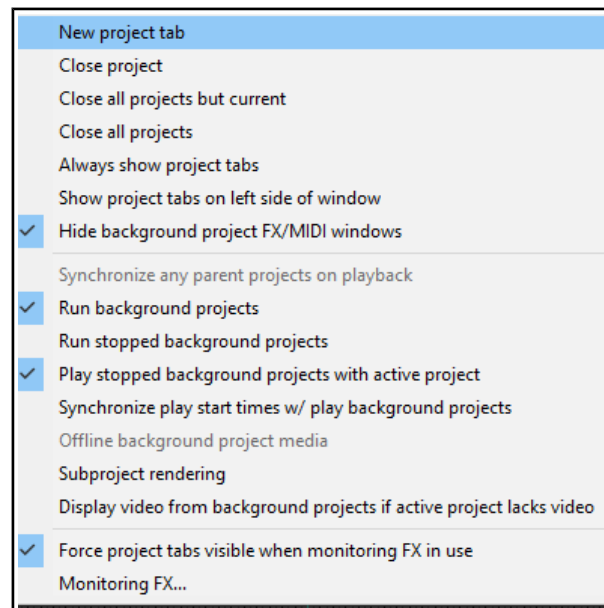 New project tab
Close project
Close all projects but current
Close all projects
Always show project tabs
Show project tabs on left side of window
Hide background project FX/MIDI windows
Synchronize any parent projects on playback
Run background projects
Run stopped background projects
Play stopped background projects with active project
Synchronize play start times w/ play background projects
Offline background project media
Subproject rendering
Display video from background projects if active project lacks video
Force project tabs visible when monitoring FX in use
Monitoring FX...